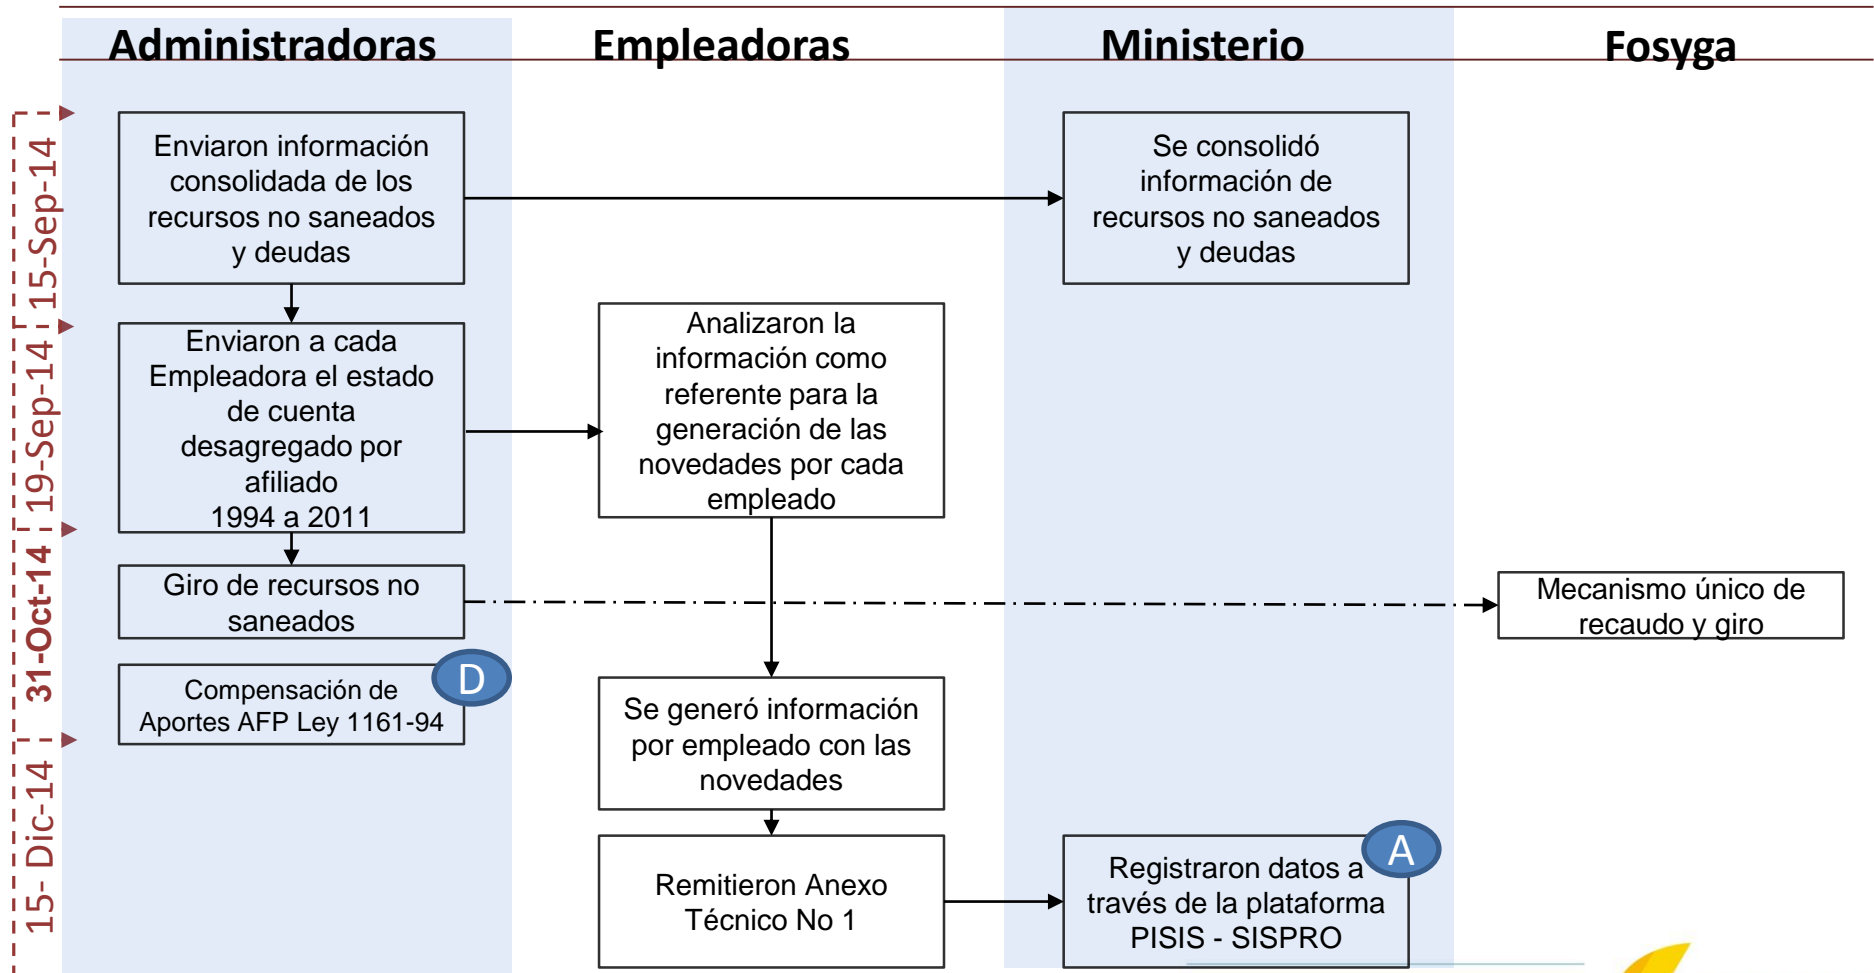 Administradoras
Empleadoras
Ministerio
Fosyga
15-Sep-14
19-Sep-14
31-Oct-14
15- Dic-14
Enviaron información
consolidada de los
recursos no saneados
y deudas
Se consolidó
información de
recursos no saneados
y deudas
Enviaron a cada
Empleadora el estado
de cuenta
desagregado por
afiliado
1994 a 2011
Analizaron la
información como
referente para la
generación de las
novedades por cada
empleado
Giro de recursos no
saneados
Mecanismo único de
recaudo y giro
D
Compensación de
Aportes AFP Ley 1161-94
Se generó información
por empleado con las
novedades
Remitieron Anexo
Técnico No 1
A
Registraron datos a
través de la plataforma
PISIS - SISPRO